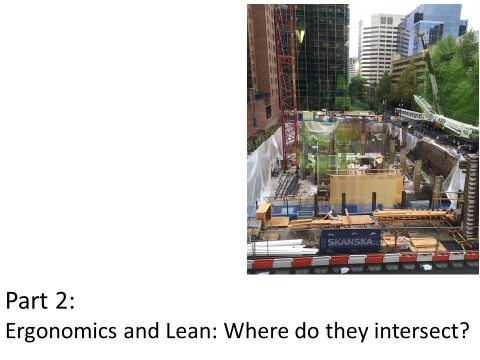 SKANSKA
Part 2:
Ergonomics and Lean: Where do they intersect?